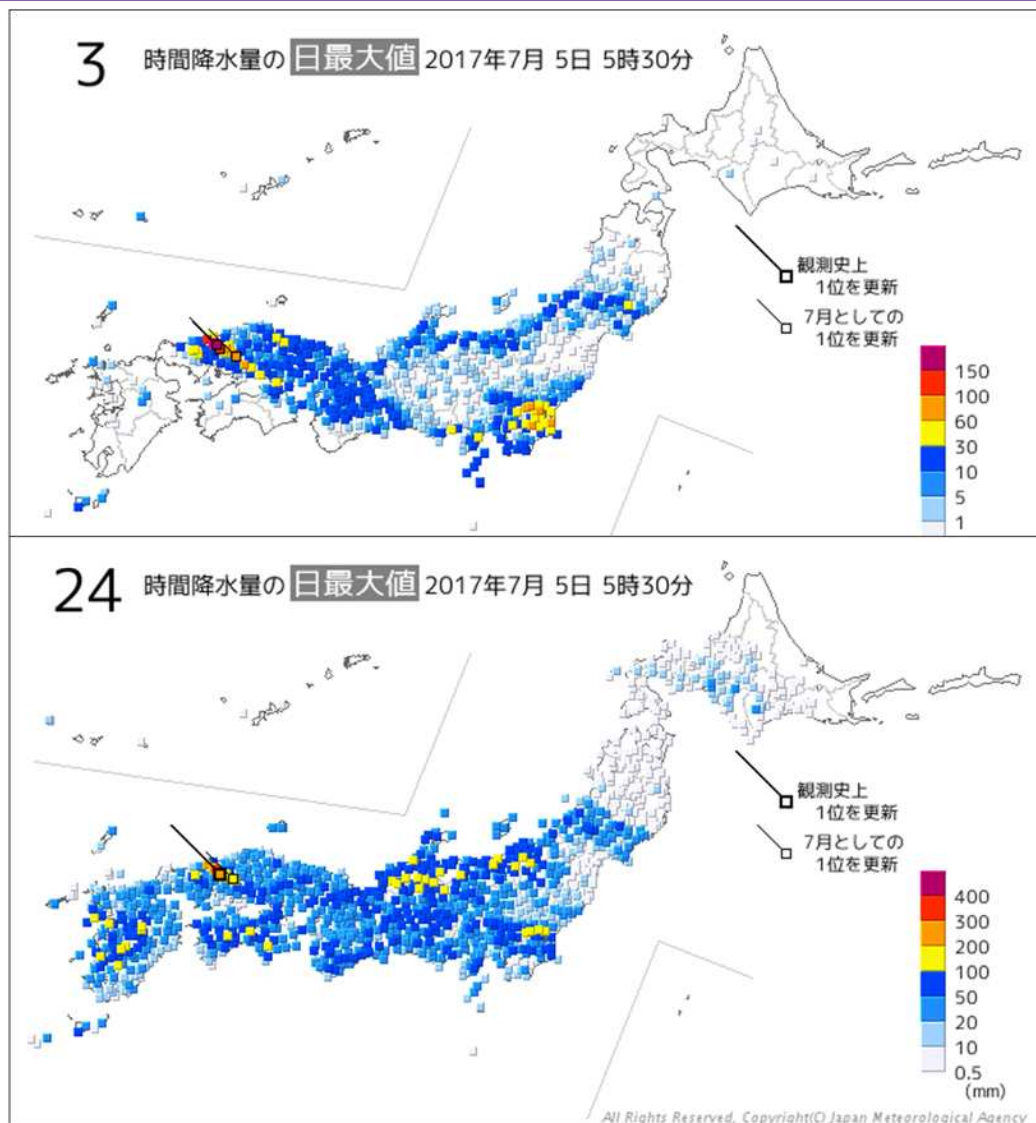 3 時間降水量の 日最大値 2017年7月 5日 5時30分
観測史上
1位を更新
7月としての
1位を更新
150
100
60
30
10
5
1
24 時間降水量の 日最大値 2017年7月 5日 5時30分
観測史上
1位を更新
7月としての
1位を更新
400
300
200
100
50
20
10
0.5
(mm)
All Rights Reserved. Copyright(C) Japan Meteorological Agency